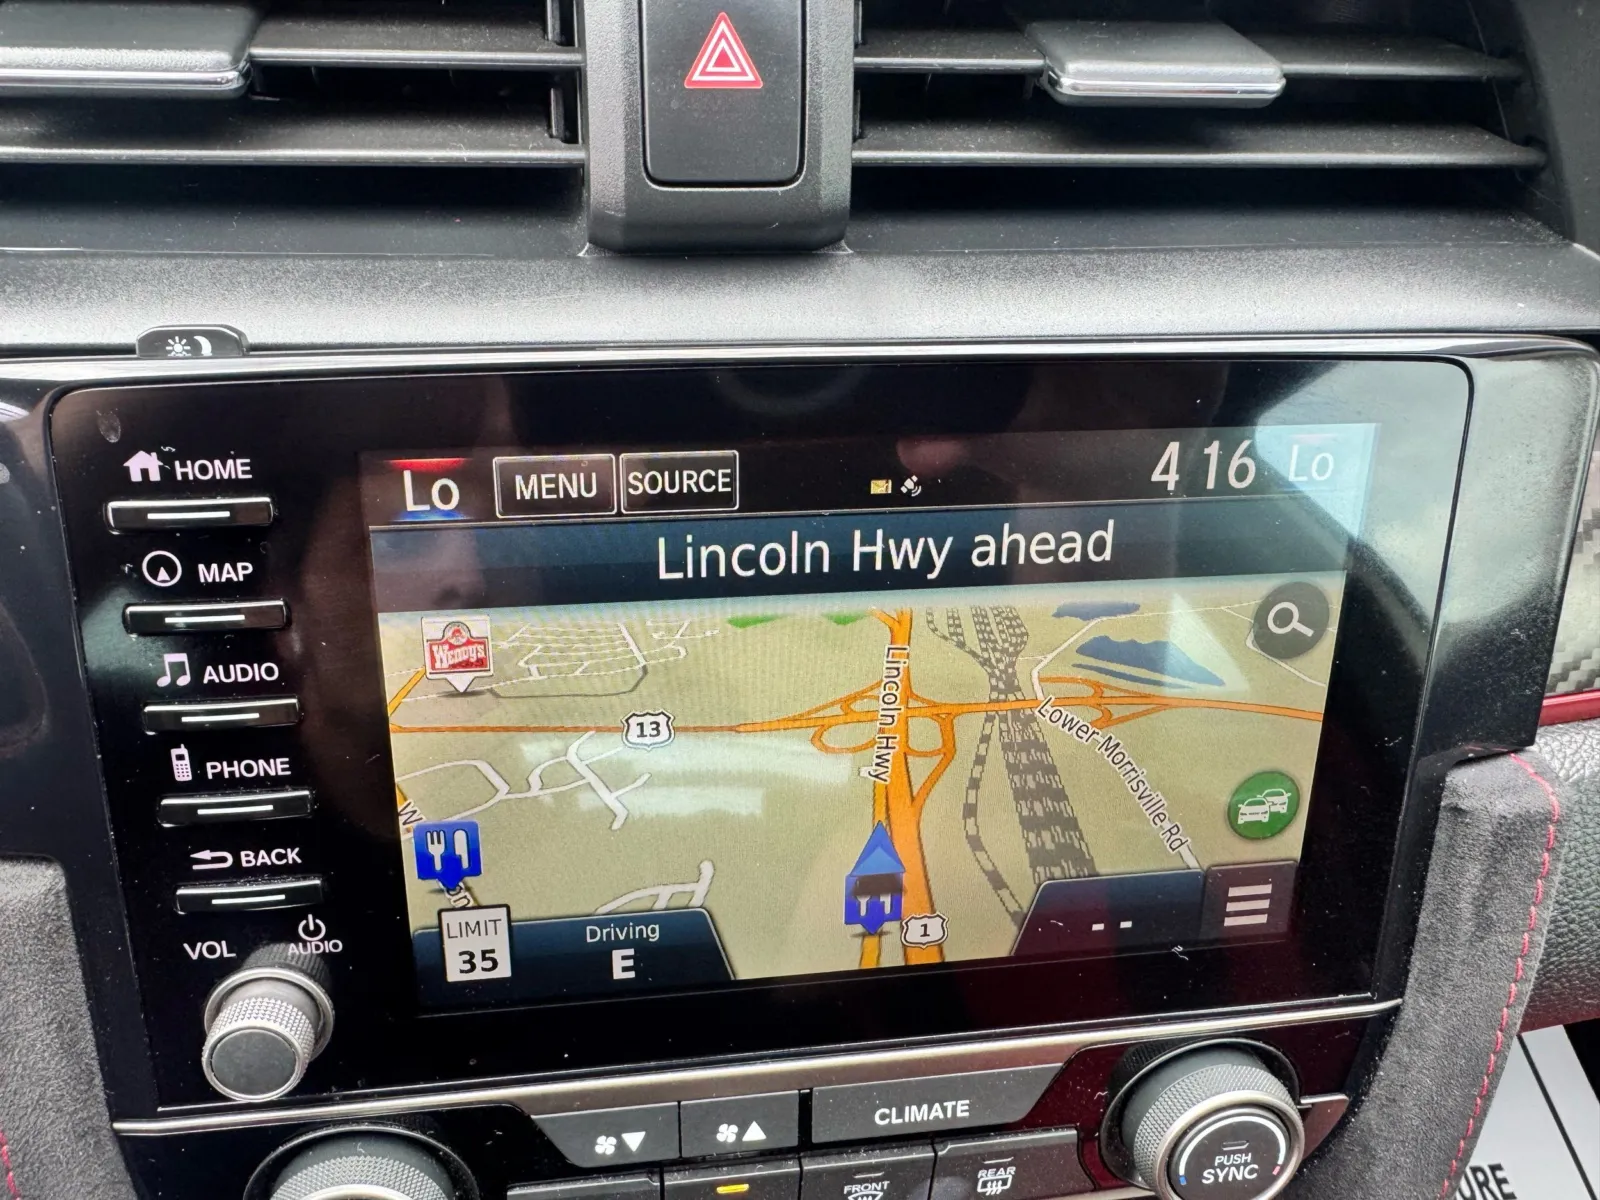 HOME
MAP
AUDIO
PHONE
BACK
VOL
AUDIO
Lo
MENU
SOURCE
4 16
Lo
Lincoln Hwy ahead
WENDY'S
13
Lincoln Hwy
Lower Morrisville Rd
W
on
LIMIT
35
Driving
E
1
--
CLIMATE
FRONT
REAR
PUSH
SYNC